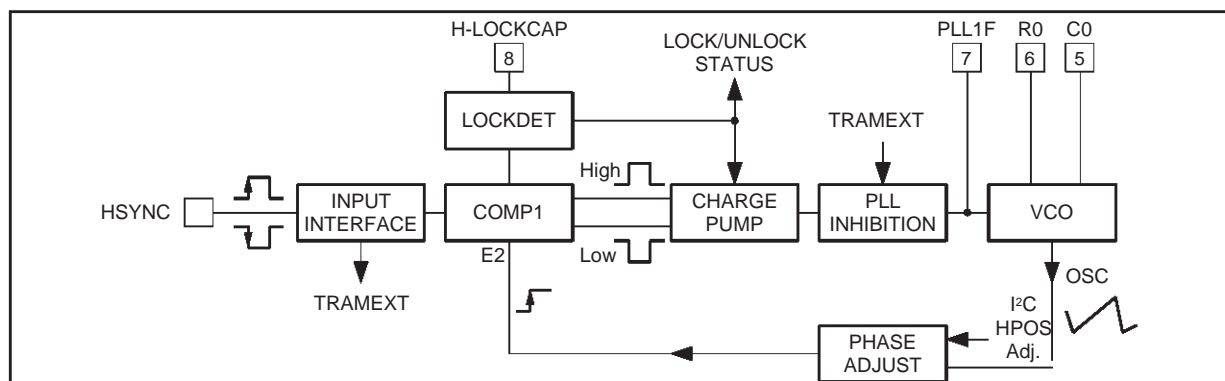 H-LOCKCAP
8
LOCK/UNLOCK
STATUS
PLL1F
7
R0
6
C0
5
LOCKDET
TRAMEXT
High
HSYNC
INPUT
INTERFACE
COMP1
CHARGE
PUMP
PLL
INHIBITION
VCO
E2
Low
TRAMEXT
OSC
I²C
HPOS
Adj.
PHASE
ADJUST